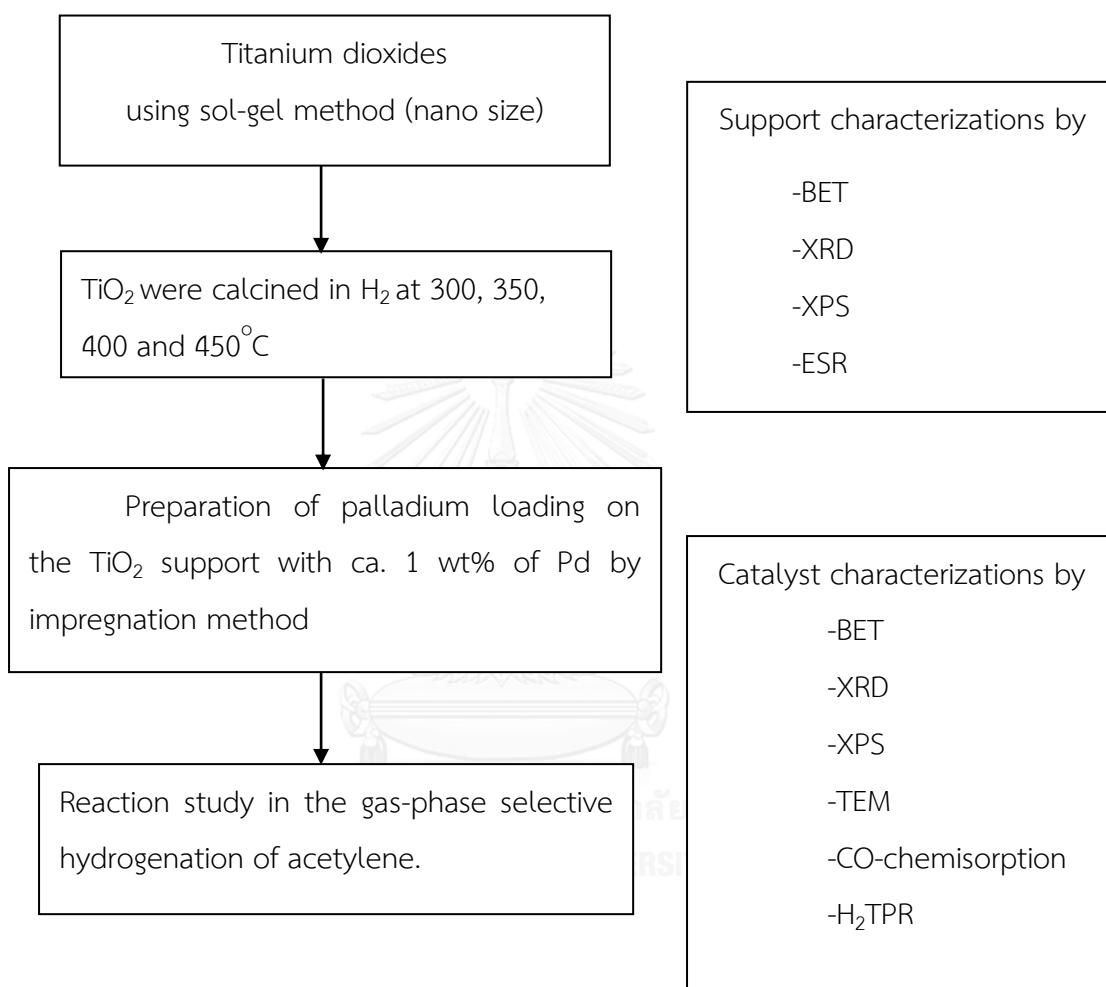 Titanium dioxides
using sol-gel method (nano size)
TiO₂ were calcined in H₂ at 300, 350,
400 and 450°C
Preparation of palladium loading on
the TiO₂ support with ca. 1 wt% of Pd by
impregnation method
Reaction study in the gas-phase selective
hydrogenation of acetylene.
Support characterizations by
-BET
-XRD
-XPS
-ESR
Catalyst characterizations by
-BET
-XRD
-XPS
-TEM
-CO-chemisorption
-H₂TPR